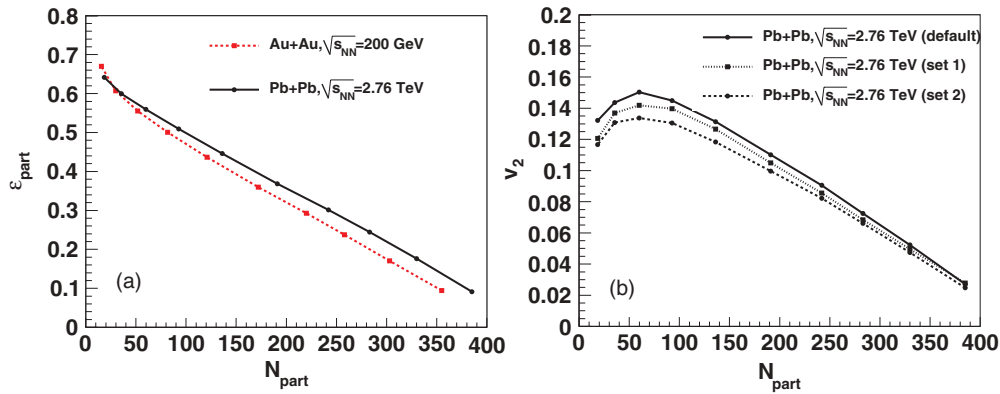 Au+Au,√s_NN=200 GeV
Pb+Pb,√s_NN=2.76 TeV
ε_part
0.8
0.7
0.6
0.5
0.4
0.3
0.2
0.1
0
(a)
0 50 100 150 200 250 300 350 400
N_part
Pb+Pb,√s_NN=2.76 TeV (default)
Pb+Pb,√s_NN=2.76 TeV (set 1)
Pb+Pb,√s_NN=2.76 TeV (set 2)
v_2
0.2
0.18
0.16
0.14
0.12
0.1
0.08
0.06
0.04
0.02
0
(b)
0 50 100 150 200 250 300 350 400
N_part